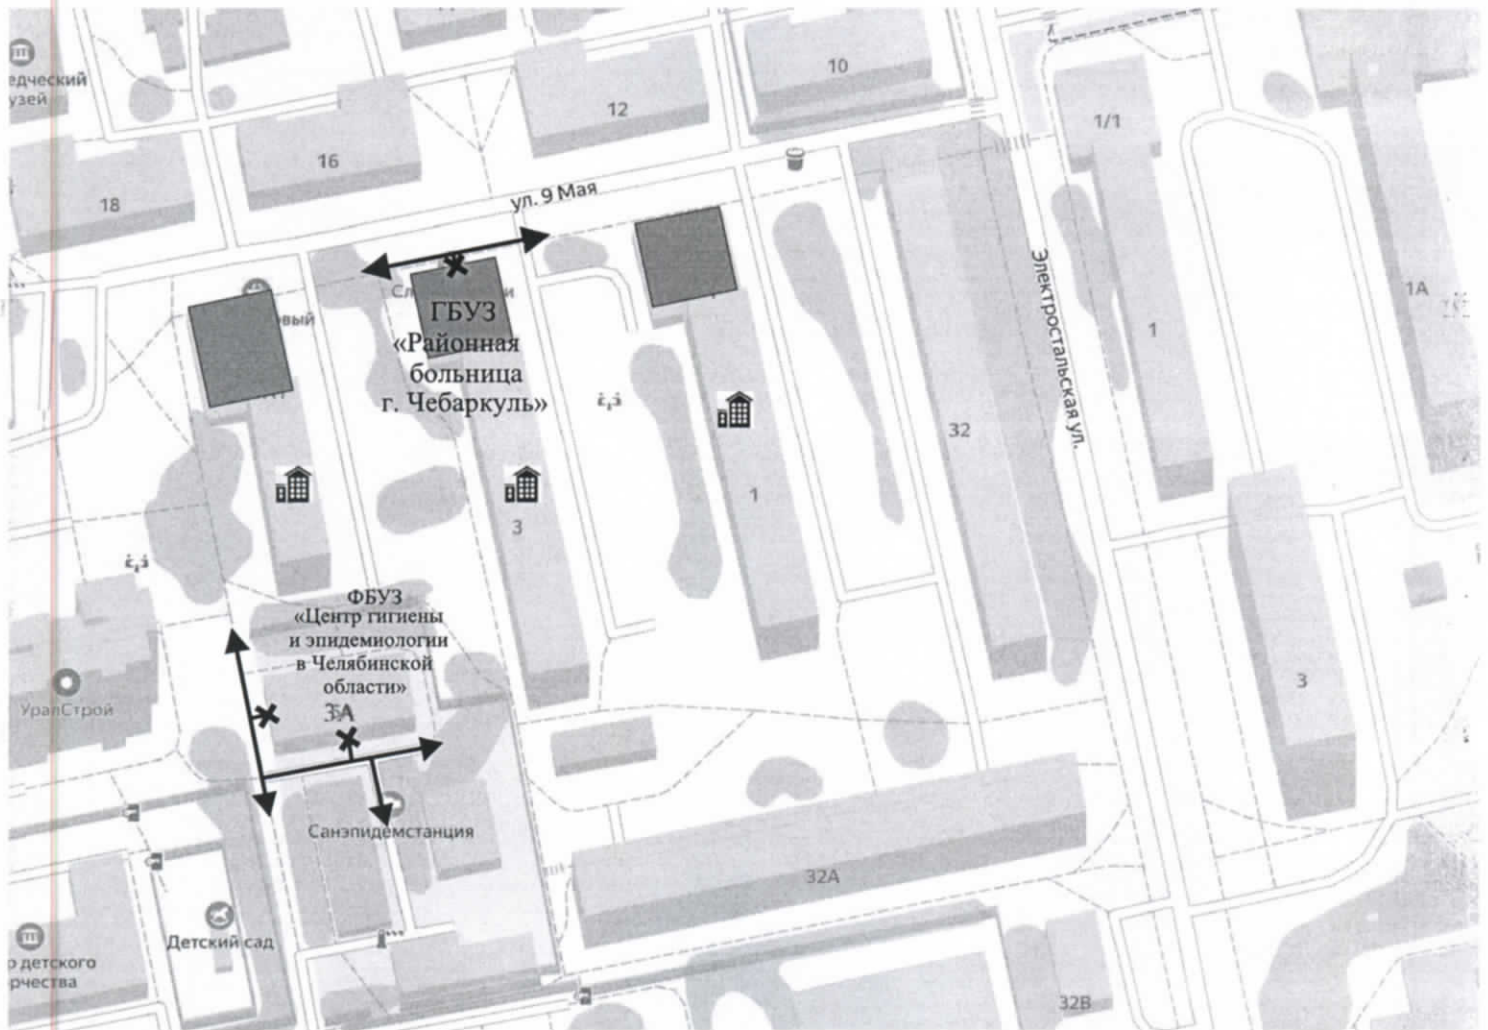 едческий
узей
10
12
1/1
16
18
ул. 9 Мая
1А
Электростальская ул.
1
ГБУЗ
«Районная
больница
г. Чебаркуль»
вый
32
1
3
ФБУЗ
«Центр гигиены
и эпидемиологии
в Челябинской
области»
3А
УралСтрой
3
Санэпидемстанция
32А
Детский сад
р детского
рчества
32В